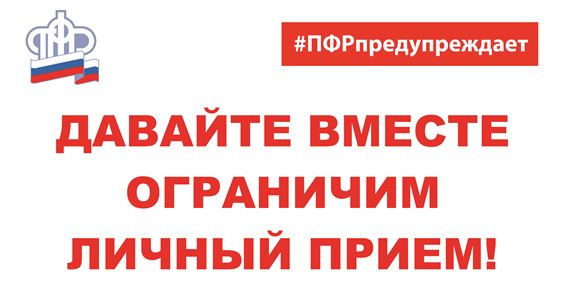 #ПФРпредупреждает
ДАВАЙТЕ ВМЕСТЕ
ОГРАНИЧИМ
ЛИЧНЫЙ ПРИЕМ!